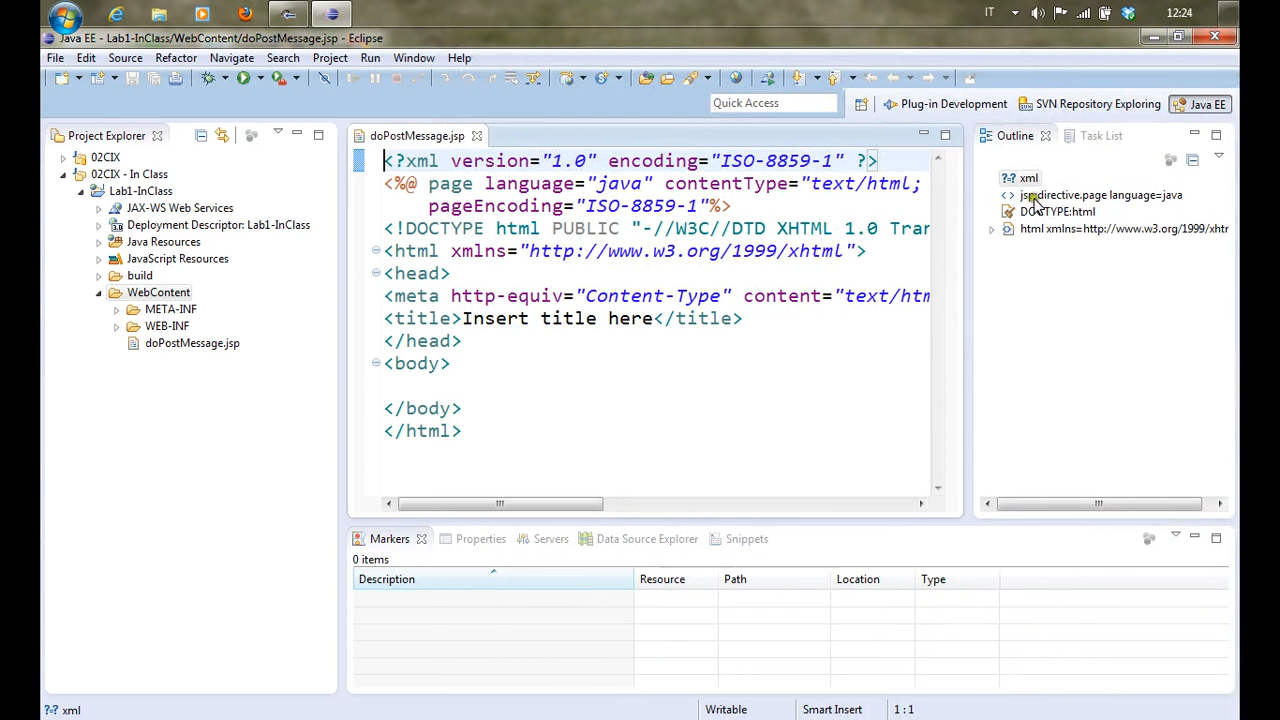 IT
12:24
Java EE - Lab1-InClass/WebContent/doPostMessage.jsp - Eclipse
File Edit Source Refactor Navigate Search Project Run Window Help
Quick Access
Plug-in Development
SVN Repository Exploring
Java EE
Project Explorer
02CIX
02CIX - In Class
Lab1-InClass
JAX-WS Web Services
Deployment Descriptor: Lab1-InClass
Java Resources
JavaScript Resources
build
WebContent
META-INF
WEB-INF
doPostMessage.jsp
doPostMessage.jsp
<?xml version="1.0" encoding="ISO-8859-1" ?>
<%@ page language="java" contentType="text/html;
pageEncoding="ISO-8859-1"%>
<!DOCTYPE html PUBLIC "-//W3C//DTD XHTML 1.0 Tran
<html xmlns="http://www.w3.org/1999/xhtml">
<head>
<meta http-equiv="Content-Type" content="text/htm
<title>Insert title here</title>
</head>
<body>
</body>
</html>
Outline
Task List
xml
jsp:directive.page language=java
DOCTYPE:html
html xmlns=http://www.w3.org/1999/xhtr
Markers
Properties
Servers
Data Source Explorer
Snippets
0 items
Description Resource Path Location Type
xml
Writable
Smart Insert
1 : 1